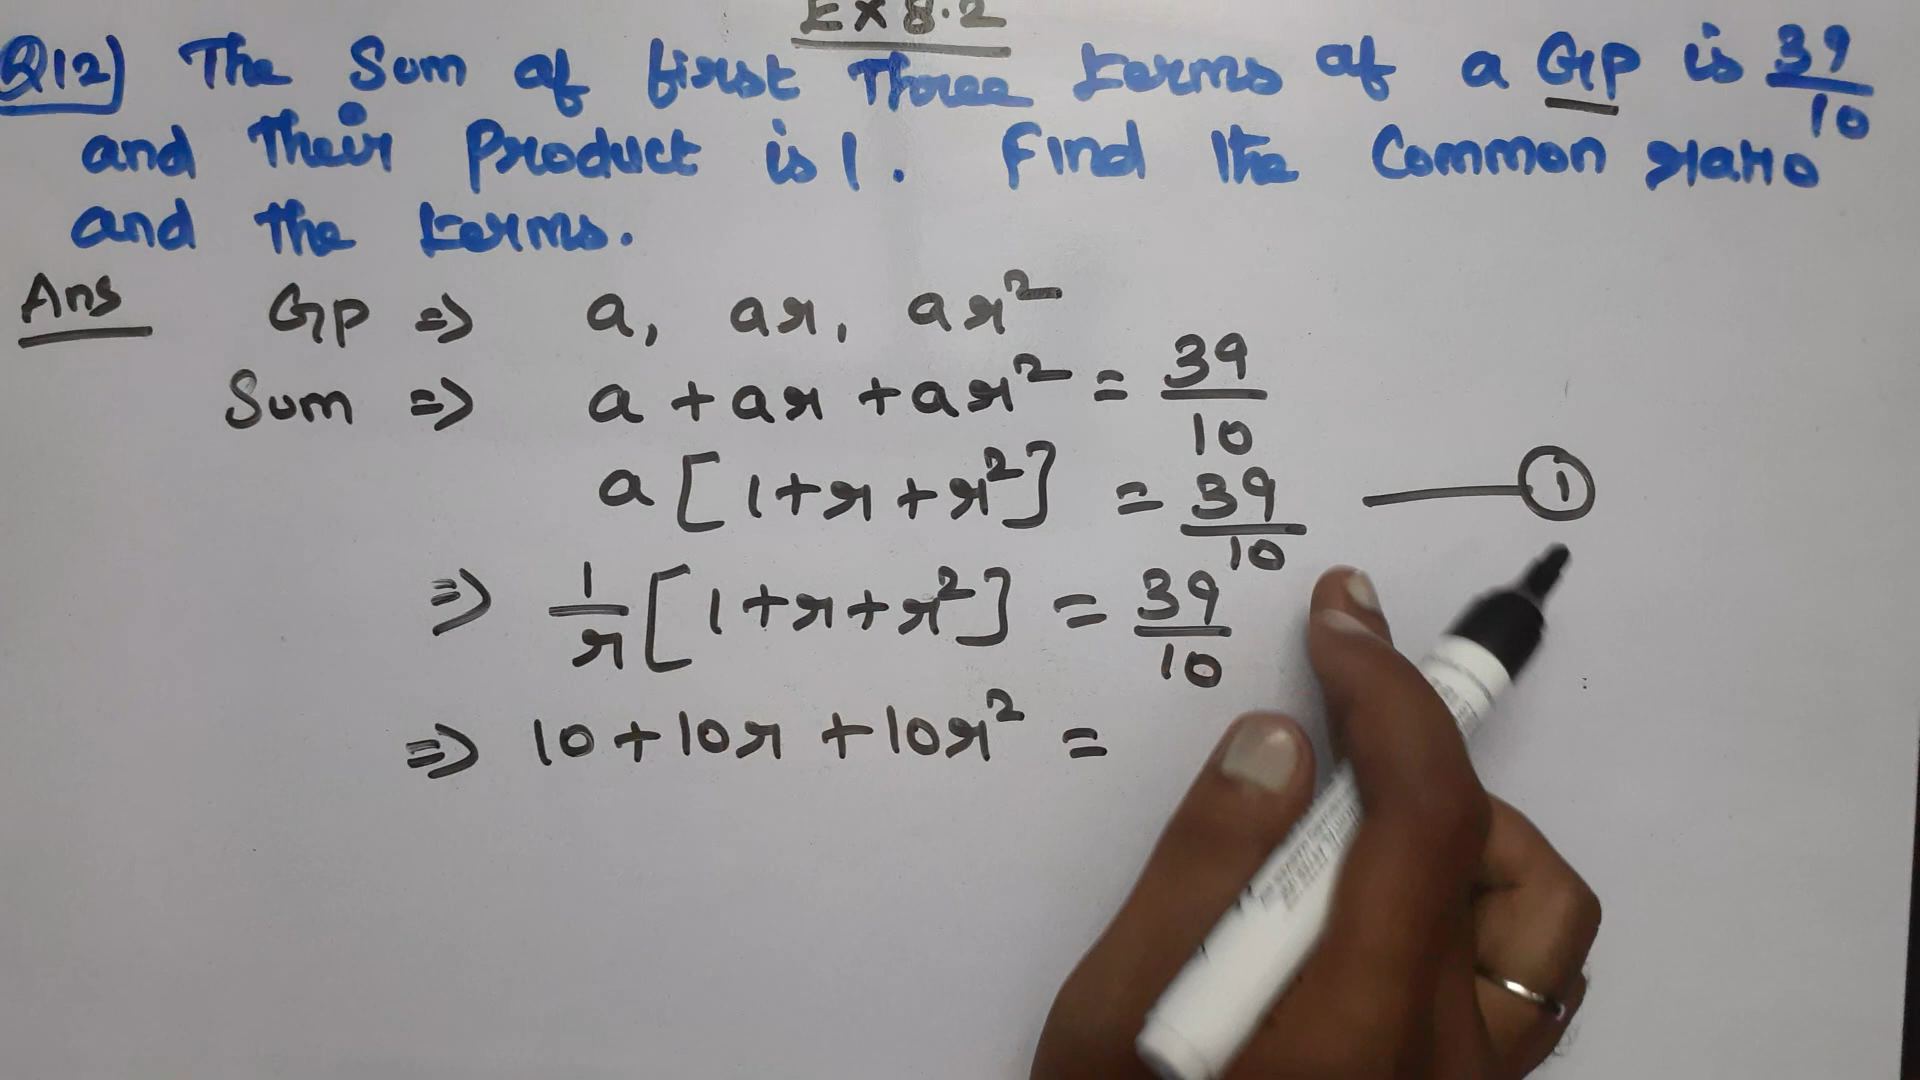 Ex 8.2
Q12) The Sum of first Three terms of a GP is 39/10
and Their Product is 1. Find the Common ratio
and the terms.
Ans GP => a, ar, ar²
Sum => a + ar + ar² = 39/10
a [1+r+r²] = 39/10 —— ①
=> 1/r [1+r+r²] = 39/10
=> 10+10r+10r² =